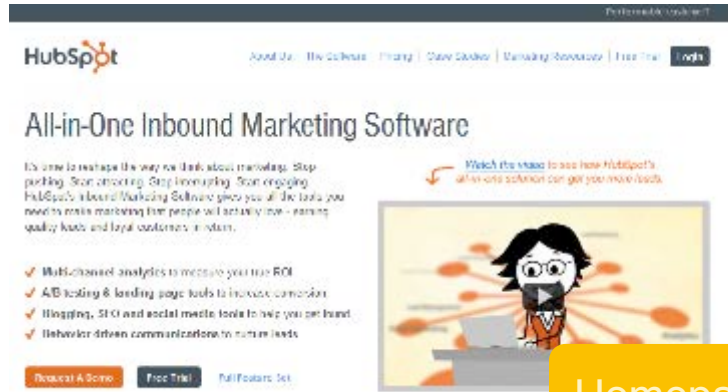 HubSpot
About Us | The Software | Pricing | Case Studies | Marketing Resources | Free Trial Login
All-in-One Inbound Marketing Software
It's time to reshape the way we think about marketing. Stop
pushing. Start attracting. Stop interrupting. Start engaging.
HubSpot's Inbound Marketing Software gives you all the tools you
need to make marketing that people will actually love - earning
quality leads and loyal customers in return.
Watch the video to see how HubSpot's
all-in-one solution can get you more leads.
✓ Multi-channel analytics to measure your true ROI
✓ A/B testing & landing page tools to increase conversion
✓ Blogging, SEO and social media tools to help you get found
✓ Behavior driven communications to nurture leads
Request A Demo Free Trial Full Feature Set